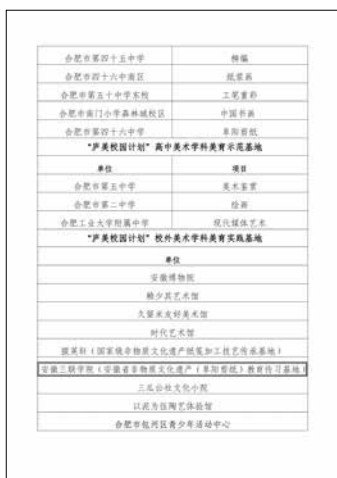 合肥市第四十五中学 柳编
合肥市四十六中南区 纸浆画
合肥市第五十中学东校 工笔重彩
合肥市南门小学森林城校区 中国书画
合肥市第四十六中学 阜阳剪纸
“庐美校园计划”高中美术学科美育示范基地
单位 项目
合肥市第五中学 美术鉴赏
合肥市第二中学 绘画
合肥工业大学附属中学 现代媒体艺术
“庐美校园计划”校外美术学科美育实践基地
单位
安徽博物院
赖少其艺术馆
久留米友好美术馆
时代艺术馆
掇英轩（国家级非物质文化遗产纸笺加工技艺传承基地）
安徽三联学院（安徽省非物质文化遗产（阜阳剪纸）教育传习基地）
三瓜公社文化小院
以泥为伍陶艺体验馆
合肥市包河区青少年活动中心